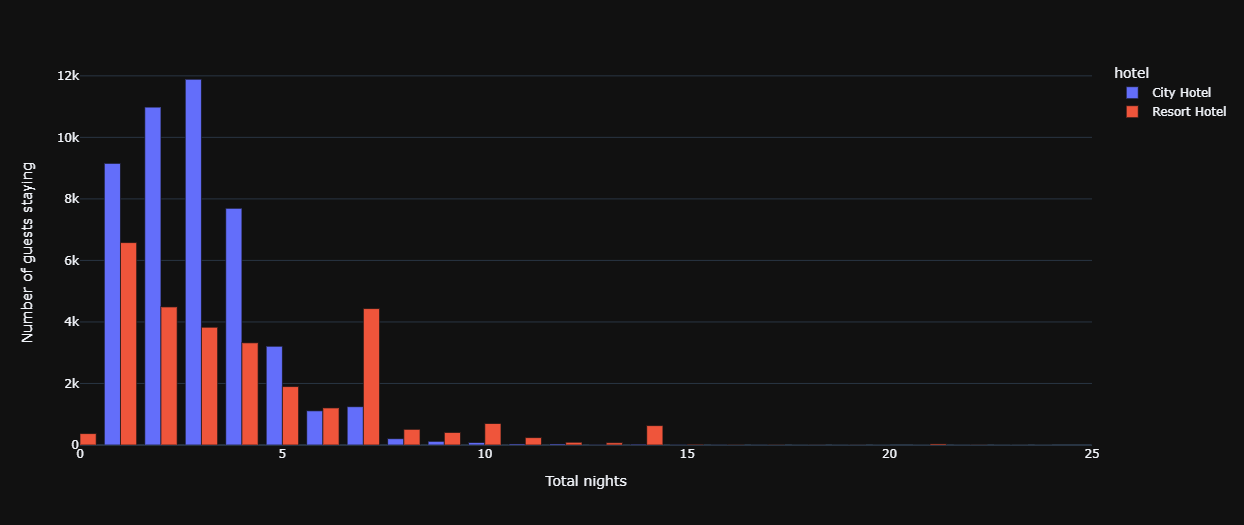 hotel
City Hotel
Resort Hotel
12k
10k
8k
6k
4k
2k
0
Number of guests staying
0 5 10 15 20 25
Total nights